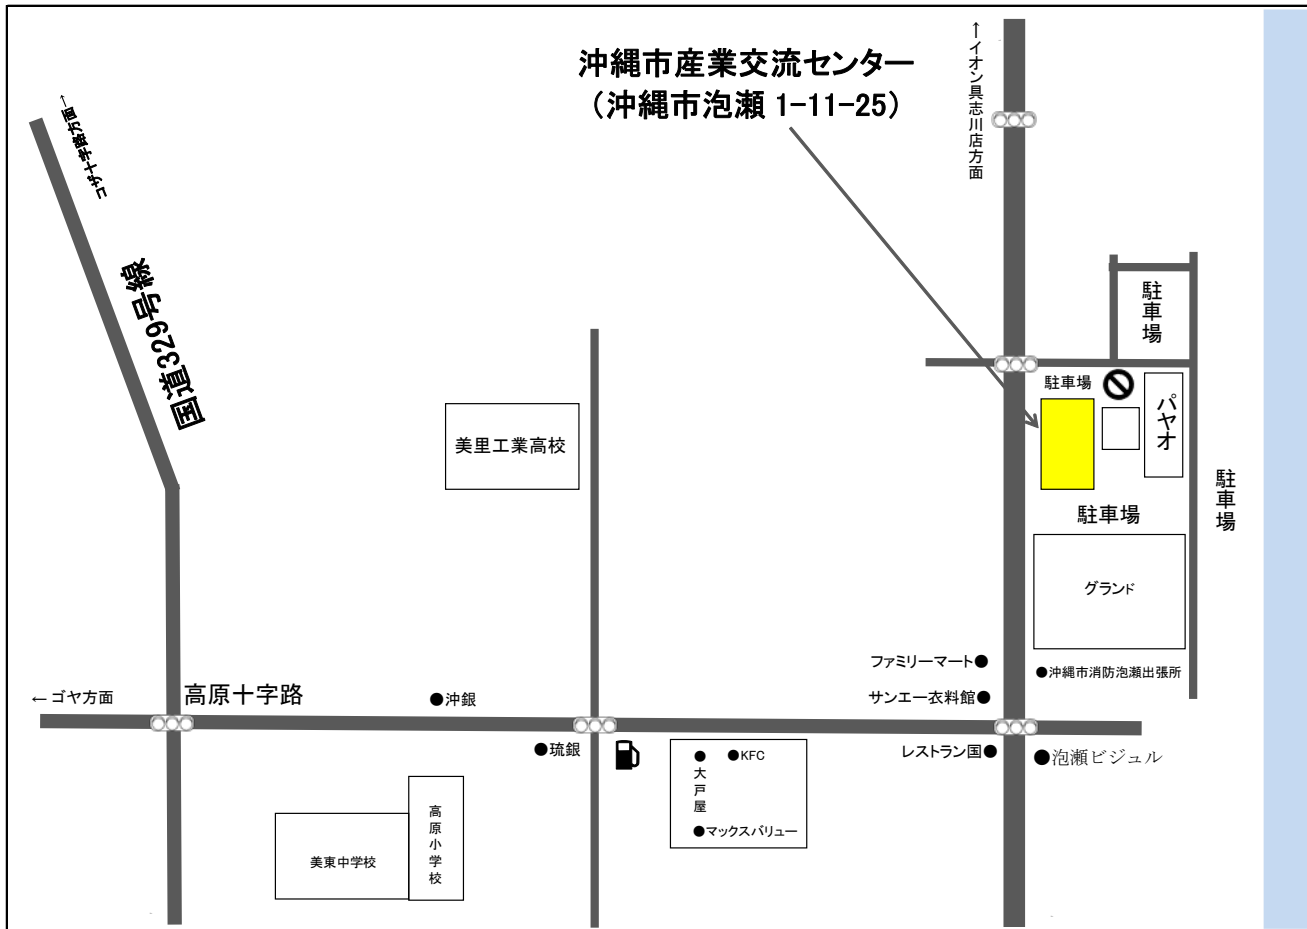 沖縄市産業交流センター
（沖縄市泡瀬 1-11-25）
←イオン具志川店方面
コザ十字路方面→
国道329号線
駐車場
駐車場
パヤオ
美里工業高校
駐車場
駐車場
グランド
ファミリーマート●
●沖縄市消防泡瀬出張所
←ゴヤ方面
高原十字路
●沖銀
サンエー衣料館●
●琉銀
●KFC
レストラン国●
●泡瀬ビジュル
●大戸屋
●マックスバリュー
高原小学校
美東中学校